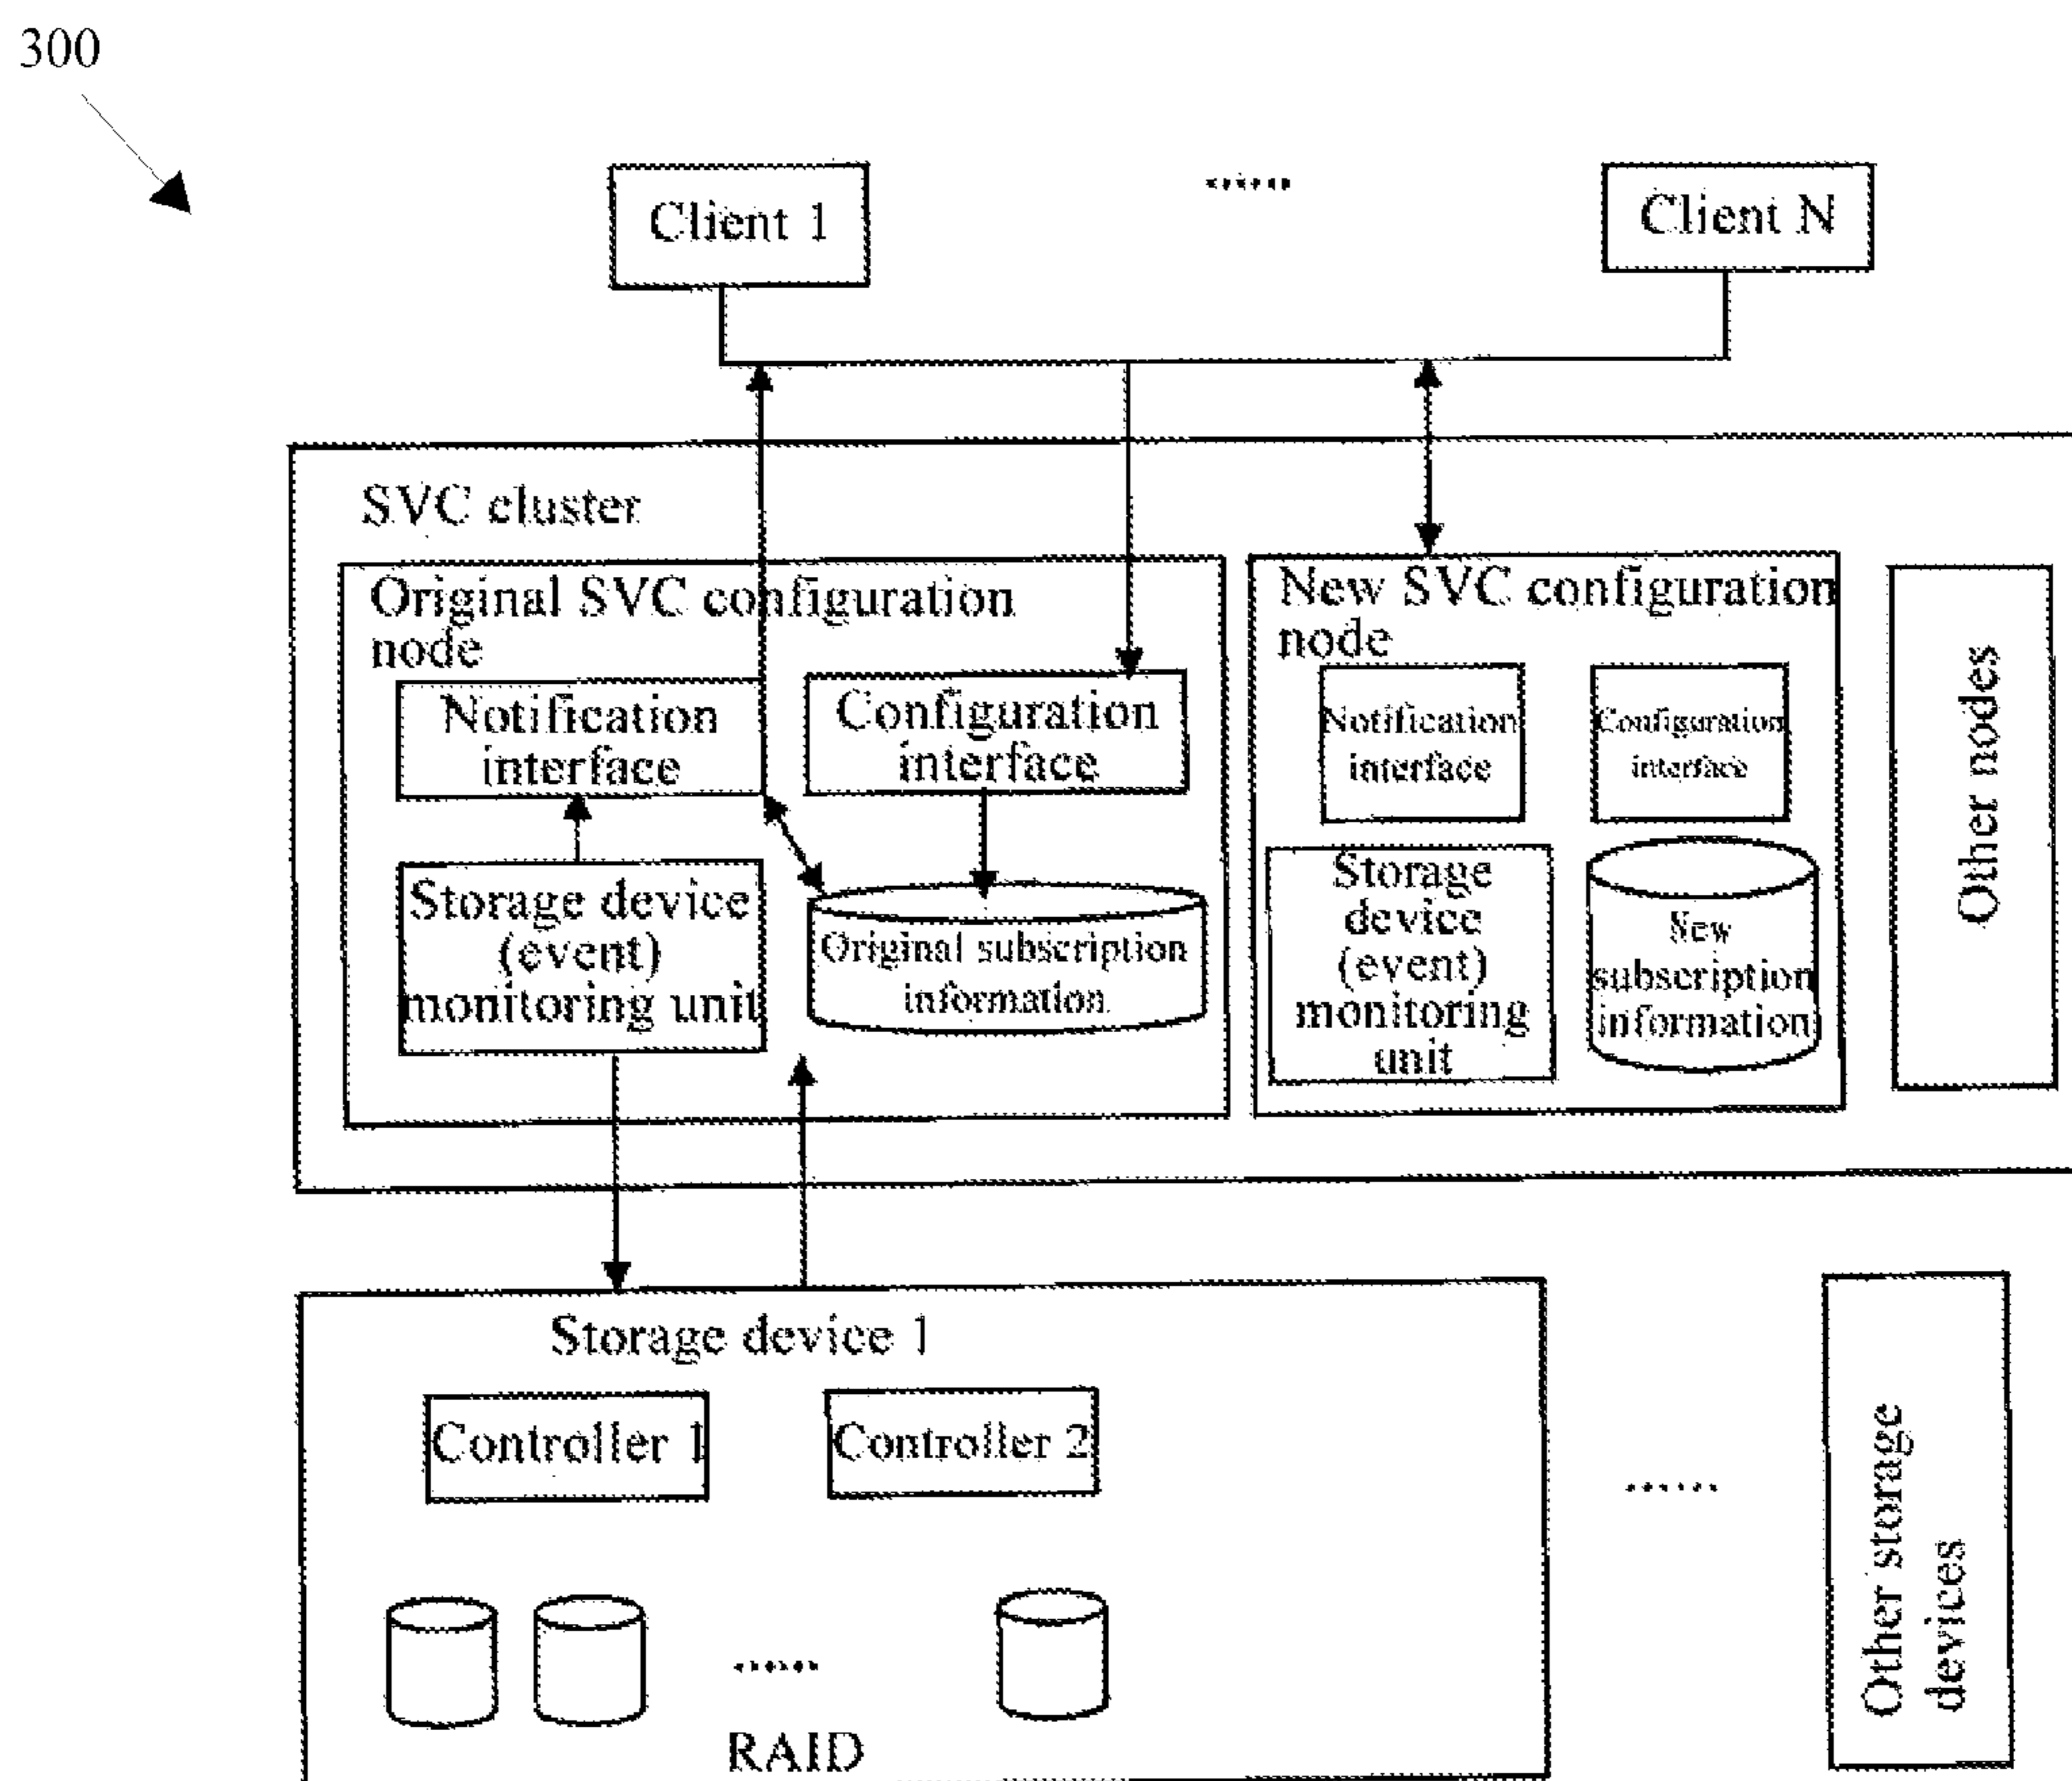 300
Client 1
......
Client N
SVC cluster
Original SVC configuration
node
Notification
interface
Configuration
interface
Storage device
(event)
monitoring unit
Original subscription
information
New SVC configuration
node
Notification
interface
Configuration
interface
Storage
device
(event)
monitoring
unit
New
subscription
information
Other nodes
Storage device 1
Controller 1
Controller 2
......
RAID
......
Other storage
devices